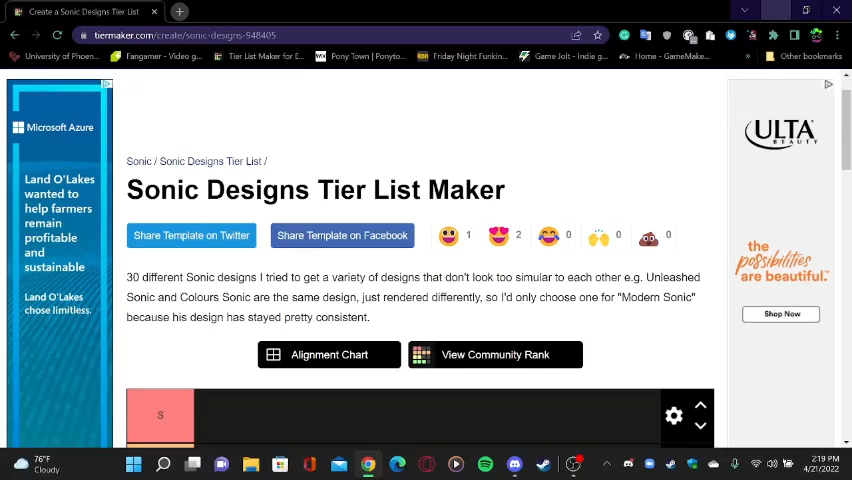 Create a Sonic Designs Tier List
tiermaker.com/create/sonic-designs-948405
University of Phoen...
Fangamer - Video g...
Tier List Maker for E...
Pony Town | Ponyto...
Friday Night Funkin...
Game Jolt - Indie g...
Home - GameMake...
»
Other bookmarks
Microsoft Azure
Land O'Lakes
wanted to
help farmers
remain
profitable
and
sustainable
Land O'Lakes
chose limitless.
Sonic / Sonic Designs Tier List /
Sonic Designs Tier List Maker
Share Template on Twitter
Share Template on Facebook
1
2
0
0
0
30 different Sonic designs I tried to get a variety of designs that don't look too simular to each other e.g. Unleashed
Sonic and Colours Sonic are the same design, just rendered differently, so I'd only choose one for "Modern Sonic"
because his design has stayed pretty consistent.
Alignment Chart
View Community Rank
S
ULTA
BEAUTY
the
possibilities
are beautiful.
Shop Now
76°F
Cloudy
2:19 PM
4/21/2022